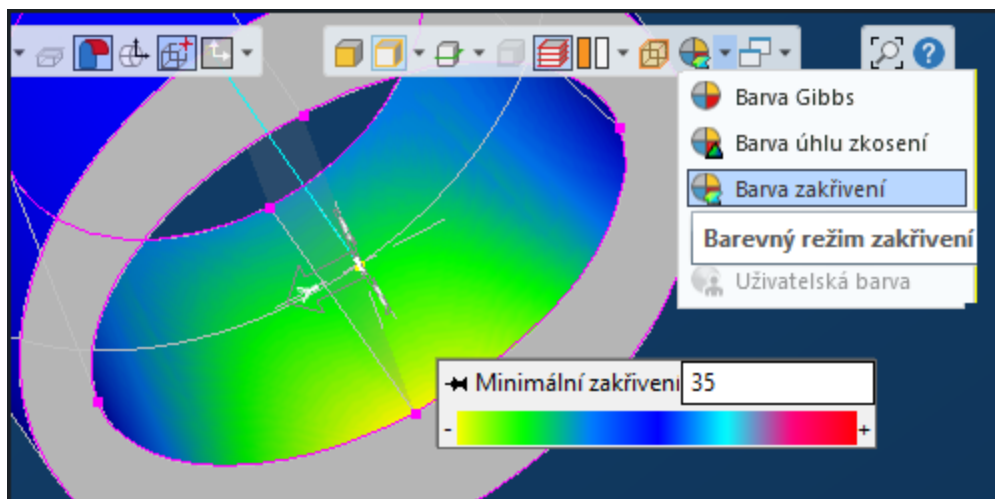 Barva Gibbs
Barva úhlu zkosení
Barva zakřivení
Barevný režim zakřivení
Uživatelská barva
Minimální zakřivení 35
- +